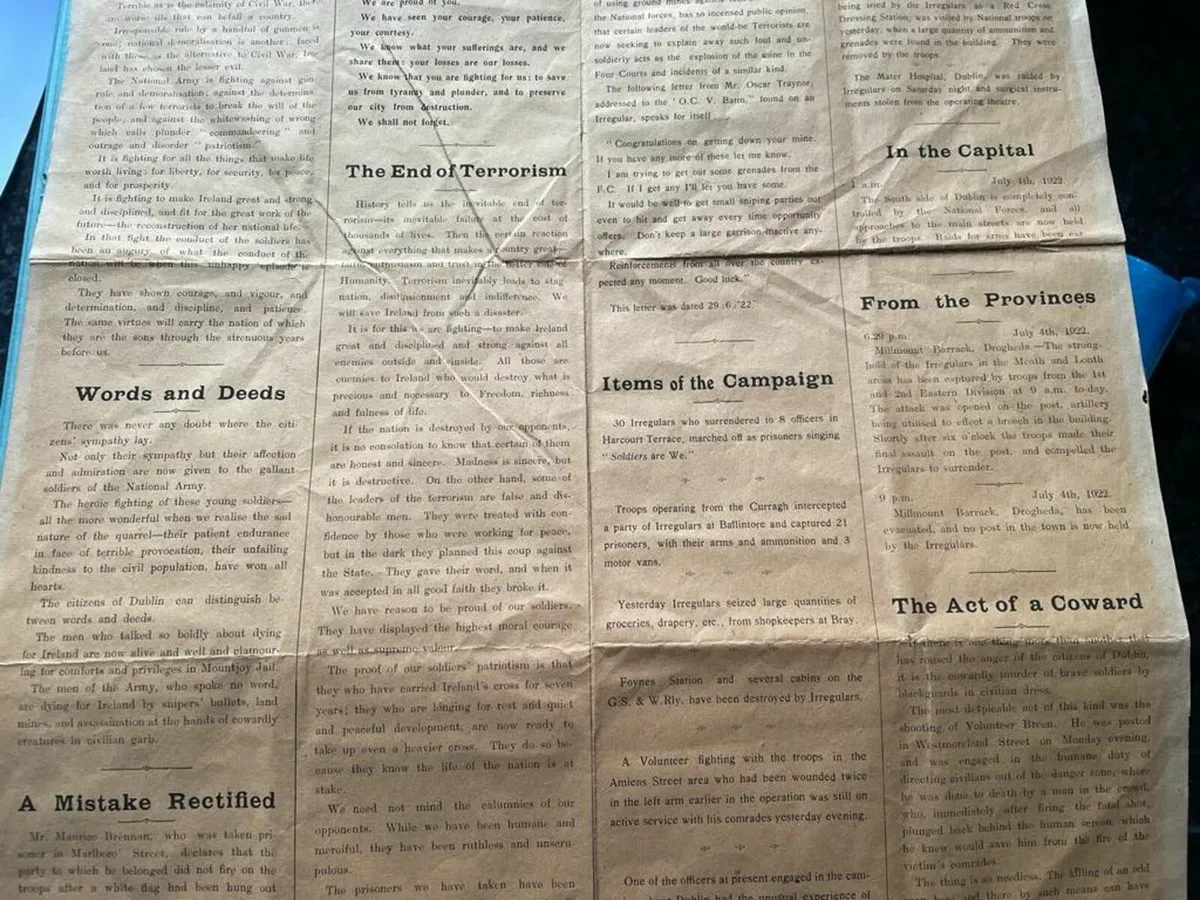 Terrible as is the calamity of Civil War, there
are worse ills that can befall a country.
Irresponsible rule by a handful of gunmen is
one; national demoralisation is another; faced
with those as the alternative to Civil War, Ire-
land has chosen the lesser evil.
The National Army is fighting against gun-
rule and demoralisation; against the determina-
tion of a few terrorists to break the will of the
people; and against the whitewashing of wrong
which calls plunder "commandeering" and
outrage and disorder "patriotism."
It is fighting for all the things that make life
worth living; for liberty, for security, for peace,
and for prosperity.
It is fighting to make Ireland great and strong
and disciplined, and fit for the great work of the
future—the reconstruction of her national life.
In that fight the conduct of the soldiers has
been an augury of what the conduct of the
nation will be when this unhappy episode is
closed.
They have shown courage, and vigour, and
determination, and discipline, and patience.
The same virtues will carry the nation of which
they are the sons through the strenuous years
before us.
Words and Deeds
There was never any doubt where the citi-
zens' sympathy lay.
Not only their sympathy but their affection
and admiration are now given to the gallant
soldiers of the National Army.
The heroic fighting of these young soldiers—
all the more wonderful when we realise the sad
nature of the quarrel—their patient endurance
in face of terrible provocation, their unfailing
kindness to the civil population, have won all
hearts.
The citizens of Dublin can distinguish be-
tween words and deeds.
The men who talked so boldly about dying
for Ireland are now alive and well and clamour-
ing for comforts and privileges in Mountjoy Jail.
The men of the Army, who spoke no word,
are dying for Ireland by snipers' bullets, land
mines, and assassination at the hands of cowardly
creatures in civilian garb.
A Mistake Rectified
Mr. Maurice Brennan, who was taken pri-
soner in Marlboro' Street, declares that the
party to which he belonged did not fire on the
troops after a white flag had been hung out
We are proud of you.
We have seen your courage, your patience,
your courtesy.
We know what your sufferings are, and we
share them; your losses are our losses.
We know that you are fighting for us; to save
us from tyranny and plunder, and to preserve
our city from destruction.
We shall not forget.
The End of Terrorism
History tells us the inevitable end of ter-
rorism—its inevitable failure at the cost of
thousands of lives. Then the certain reaction
against everything that makes a country great—
faith, enthusiasm and trust in the better side of
Humanity. Terrorism inevitably leads to stag-
nation, disillusionment and indifference. We
will save Ireland from such a disaster.
It is for this we are fighting—to make Ireland
great and disciplined and strong against all
enemies outside and inside. All those are
enemies to Ireland who would destroy what is
precious and necessary to Freedom, richness
and fulness of life.
If the nation is destroyed by our opponents,
it is no consolation to know that certain of them
are honest and sincere. Madness is sincere, but
it is destructive. On the other hand, some of
the leaders of the terrorism are false and dis-
honourable men. They were treated with con-
fidence by those who were working for peace,
but in the dark they planned this coup against
the State. They gave their word, and when it
was accepted in all good faith they broke it.
We have reason to be proud of our soldiers.
They have displayed the highest moral courage
as well as supreme valour.
The proof of our soldiers' patriotism is that
they who have carried Ireland's cross for seven
years; they who are longing for rest and quiet
and peaceful development, are now ready to
take up even a heavier cross. They do so be-
cause they know the life of the nation is at
stake.
We need not mind the calumnies of our
opponents. While we have been humane and
merciful, they have been ruthless and unscru-
pulous.
The prisoners we have taken have been
of using ground mines
the National forces, has so incensed public opinion,
that certain leaders of the would-be Terrorists are
now seeking to explain away such foul and un-
soldierly acts as the explosion of the mine in the
Four Courts and incidents of a similar kind.
The following letter from Mr. Oscar Traynor,
addressed to the "O.C. V. Battn." found on an
Irregular, speaks for itself
"Congratulations on getting down your mine.
If you have any more of these let me know.
I am trying to get out some grenades from the
F.C. If I get any I'll let you have some.
It would be well to get small sniping parties out
even to hit and get away every time opportunity
offers. Don't keep a large garrison inactive any-
where.
Reinforcements from all over the country ex-
pected any moment. Good luck."
This letter was dated 29/6/'22.
Items of the Campaign
30 Irregulars who surrendered to 8 officers in
Harcourt Terrace, marched off as prisoners singing
"Soldiers are We."
Troops operating from the Curragh intercepted
a party of Irregulars at Ballintore and captured 21
prisoners, with their arms and ammunition and 3
motor vans.
Yesterday Irregulars seized large quantities of
groceries, drapery, etc., from shopkeepers at Bray.
Foynes Station and several cabins on the
G.S. & W.Rly. have been destroyed by Irregulars.
A Volunteer fighting with the troops in the
Amiens Street area who had been wounded twice
in the left arm earlier in the operation was still on
active service with his comrades yesterday evening.
One of the officers at present engaged in the cam-
Dublin had the unusual experience of
being used by the Irregulars as a Red Cross
Dressing Station, was visited by National troops on
yesterday, when a large quantity of ammunition and
grenades were found in the building. They were
removed by the troops.
The Mater Hospital, Dublin, was raided by
Irregulars on Saturday night and surgical instru-
ments stolen from the operating theatre.
In the Capital
1 a.m. July, 4th, 1922.
The South side of Dublin is completely con-
trolled by the National Forces, and all
approaches to the main streets are now held
by the troops. Raids for arms have been
From the Provinces
6.29 p.m. July 4th, 1922.
Millmount Barrack, Drogheda.—The strong-
hold of the Irregulars in the Meath and Louth
areas has been captured by troops from the 1st
and 2nd Eastern Division at 9 a.m. to-day.
The attack was opened on the post, artillery
being utilised to effect a breech in the building.
Shortly after six o'clock the troops made their
final assault on the post, and compelled the
Irregulars to surrender.
9 p.m. July 4th, 1922.
Millmount Barrack, Drogheda, has been
evacuated, and no post in the town is now held
by the Irregulars.
The Act of a Coward
If there is one thing more than another that
has roused the anger of the citizens of Dublin,
it is the cowardly murder of brave soldiers by
blackguards in civilian dress.
The most despicable act of this kind was the
shooting of Volunteer Breen. He was posted
in Westmoreland Street on Monday evening,
and was engaged in the humane duty of
directing civilians out of the danger zone, where
he was done to death by a man in the crowd,
who, immediately after firing the fatal shot,
plunged back behind the human screen, which
he knew would save him from the fire of the
victim's comrades.
The thing is so needless. The killing of an odd
here and there by such means can have